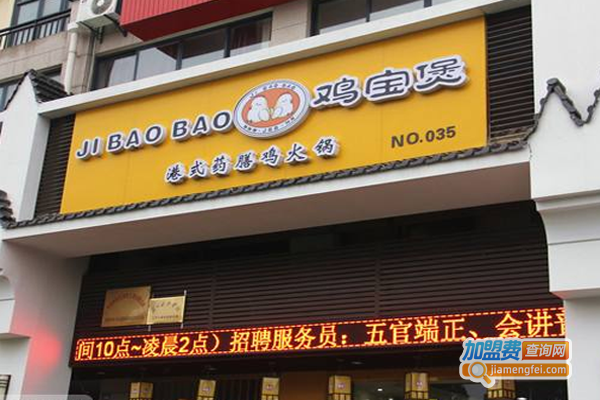 JI BAO BAO 鸡宝煲
港式药膳鸡火锅
NO.035
间10点~凌晨2点）招聘服务员：五官端正、会讲普
加盟费查询网
jiamengfei.com